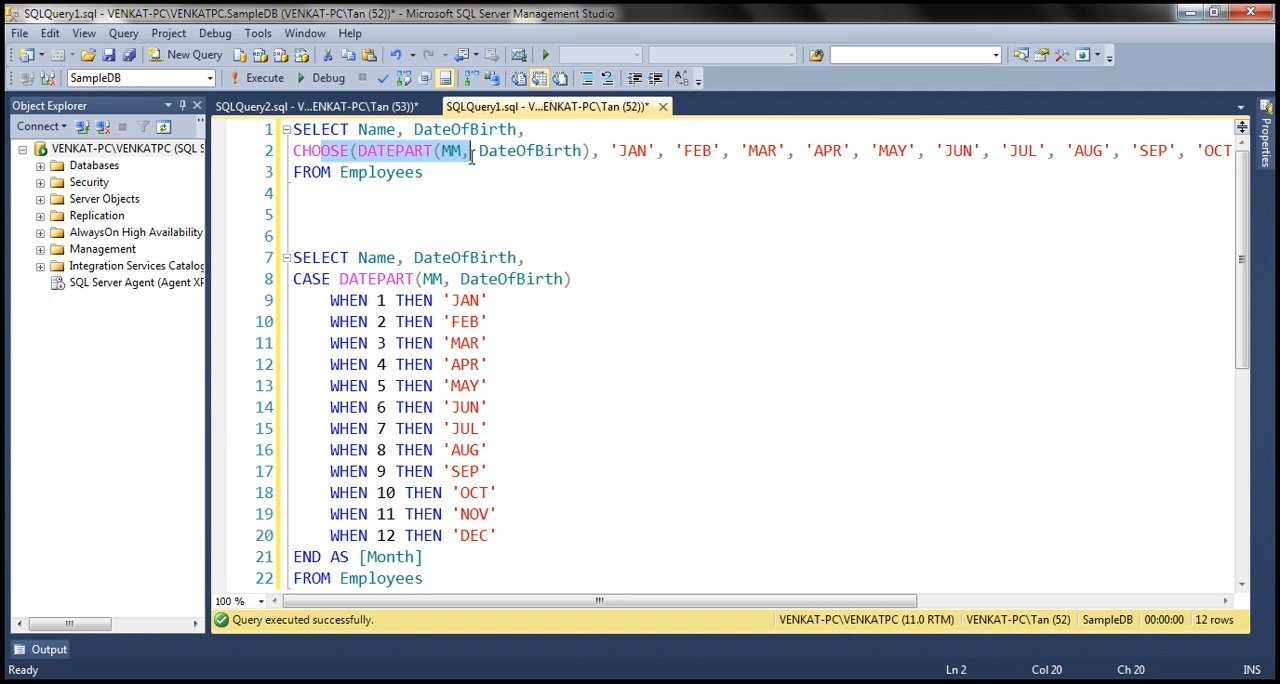 SQLQuery1.sql - VENKAT-PC\VENKATPC.SampleDB (VENKAT-PC\Tan (52))* - Microsoft SQL Server Management Studio
File Edit View Query Project Debug Tools Window Help
New Query
SampleDB Execute Debug
Object Explorer
SQLQuery2.sql - V...ENKAT-PC\Tan (53))* SQLQuery1.sql - V...ENKAT-PC\Tan (52))*
Connect
VENKAT-PC\VENKATPC (SQL S
Databases
Security
Server Objects
Replication
AlwaysOn High Availability
Management
Integration Services Catalog
SQL Server Agent (Agent XP
1 SELECT Name, DateOfBirth,
2 CHOOSE(DATEPART(MM, DateOfBirth), 'JAN', 'FEB', 'MAR', 'APR', 'MAY', 'JUN', 'JUL', 'AUG', 'SEP', 'OCT
3 FROM Employees
4
5
6
7 SELECT Name, DateOfBirth,
8 CASE DATEPART(MM, DateOfBirth)
9 WHEN 1 THEN 'JAN'
10 WHEN 2 THEN 'FEB'
11 WHEN 3 THEN 'MAR'
12 WHEN 4 THEN 'APR'
13 WHEN 5 THEN 'MAY'
14 WHEN 6 THEN 'JUN'
15 WHEN 7 THEN 'JUL'
16 WHEN 8 THEN 'AUG'
17 WHEN 9 THEN 'SEP'
18 WHEN 10 THEN 'OCT'
19 WHEN 11 THEN 'NOV'
20 WHEN 12 THEN 'DEC'
21 END AS [Month]
22 FROM Employees
Properties
100 %
Query executed successfully. VENKAT-PC\VENKATPC (11.0 RTM) VENKAT-PC\Tan (52) SampleDB 00:00:00 12 rows
Output
Ready Ln 2 Col 20 Ch 20 INS